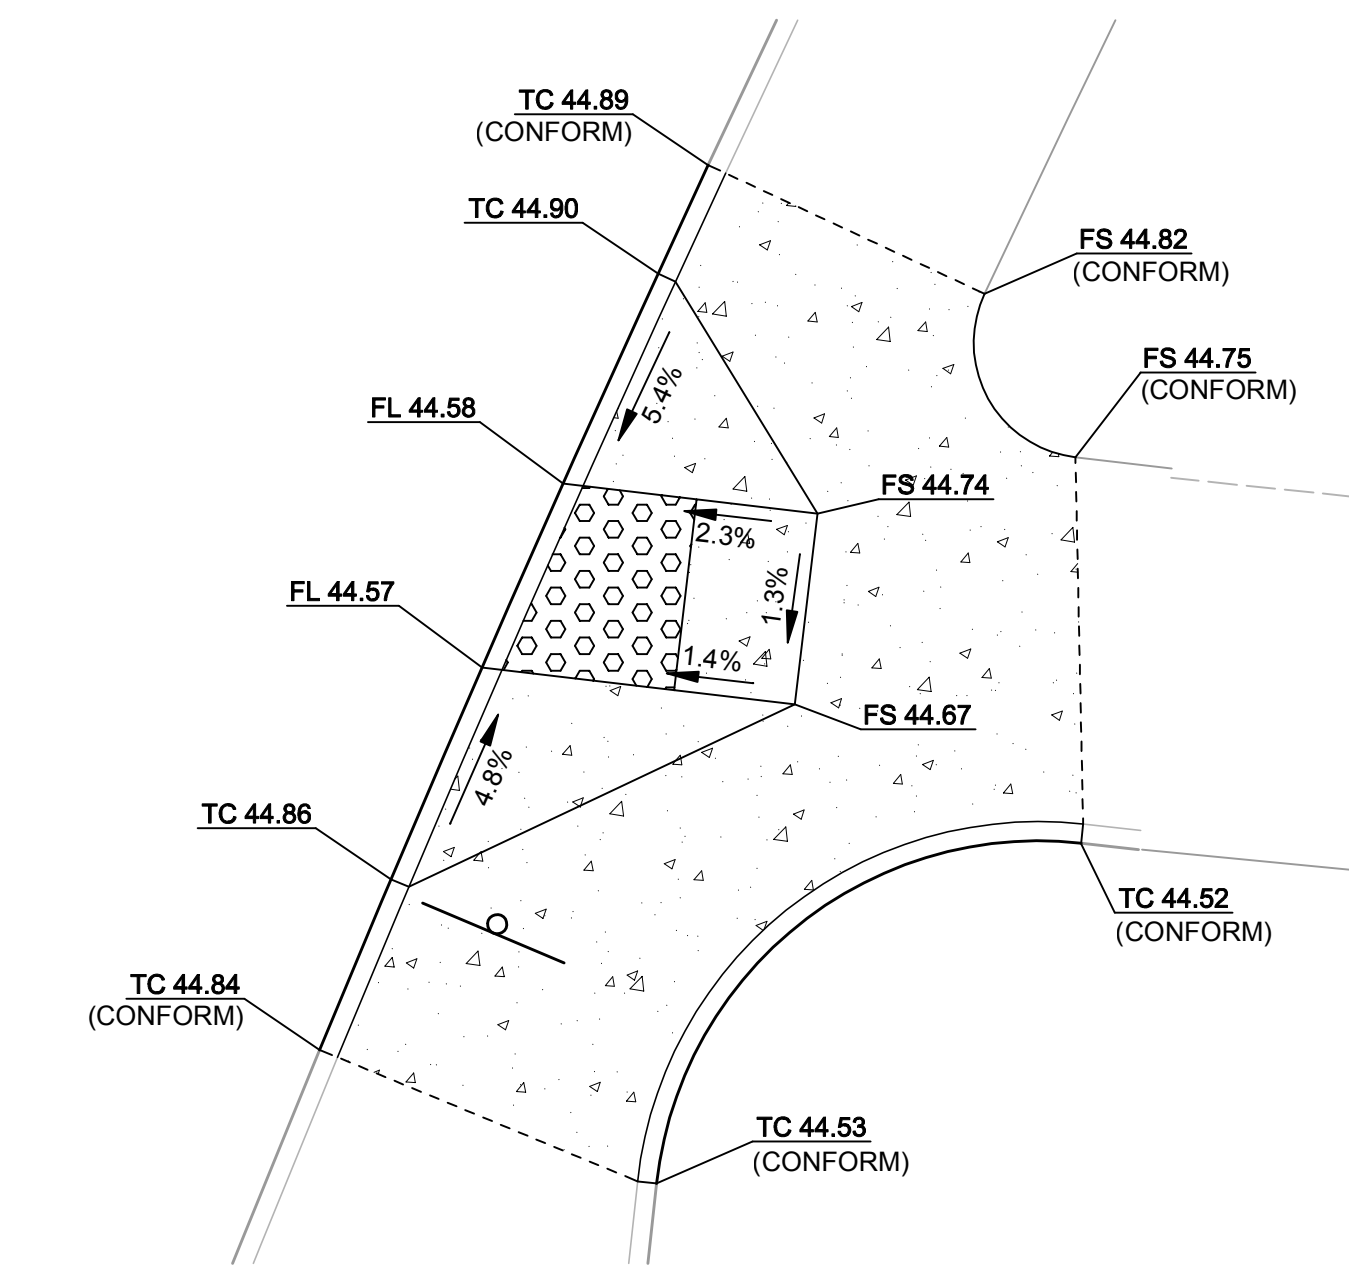 TC 44.89
(CONFORM)
TC 44.90
FS 44.82
(CONFORM)
FS 44.75
(CONFORM)
5.4%
FL 44.58
FS 44.74
2.3%
1.3%
FL 44.57
1.4%
FS 44.67
4.8%
TC 44.86
TC 44.52
(CONFORM)
TC 44.84
(CONFORM)
TC 44.53
(CONFORM)